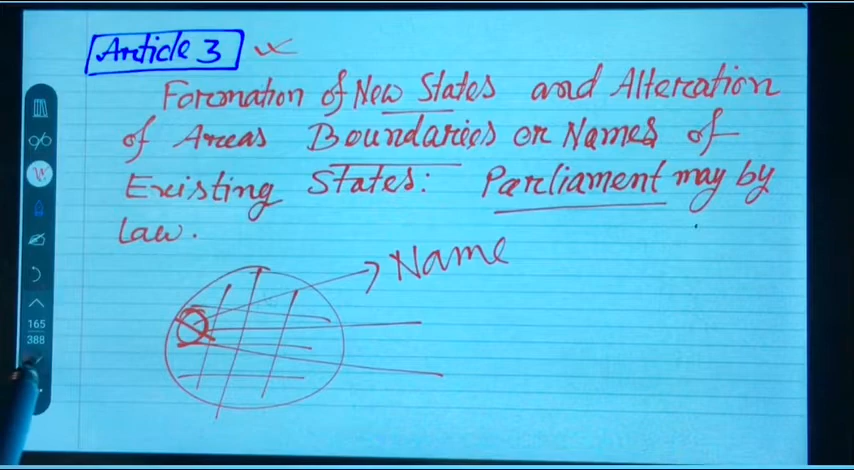 Article 3
Formation of New States and Alteration
of Areas Boundaries or Names of
Existing States: Parliament may by
law.
Name
165
388